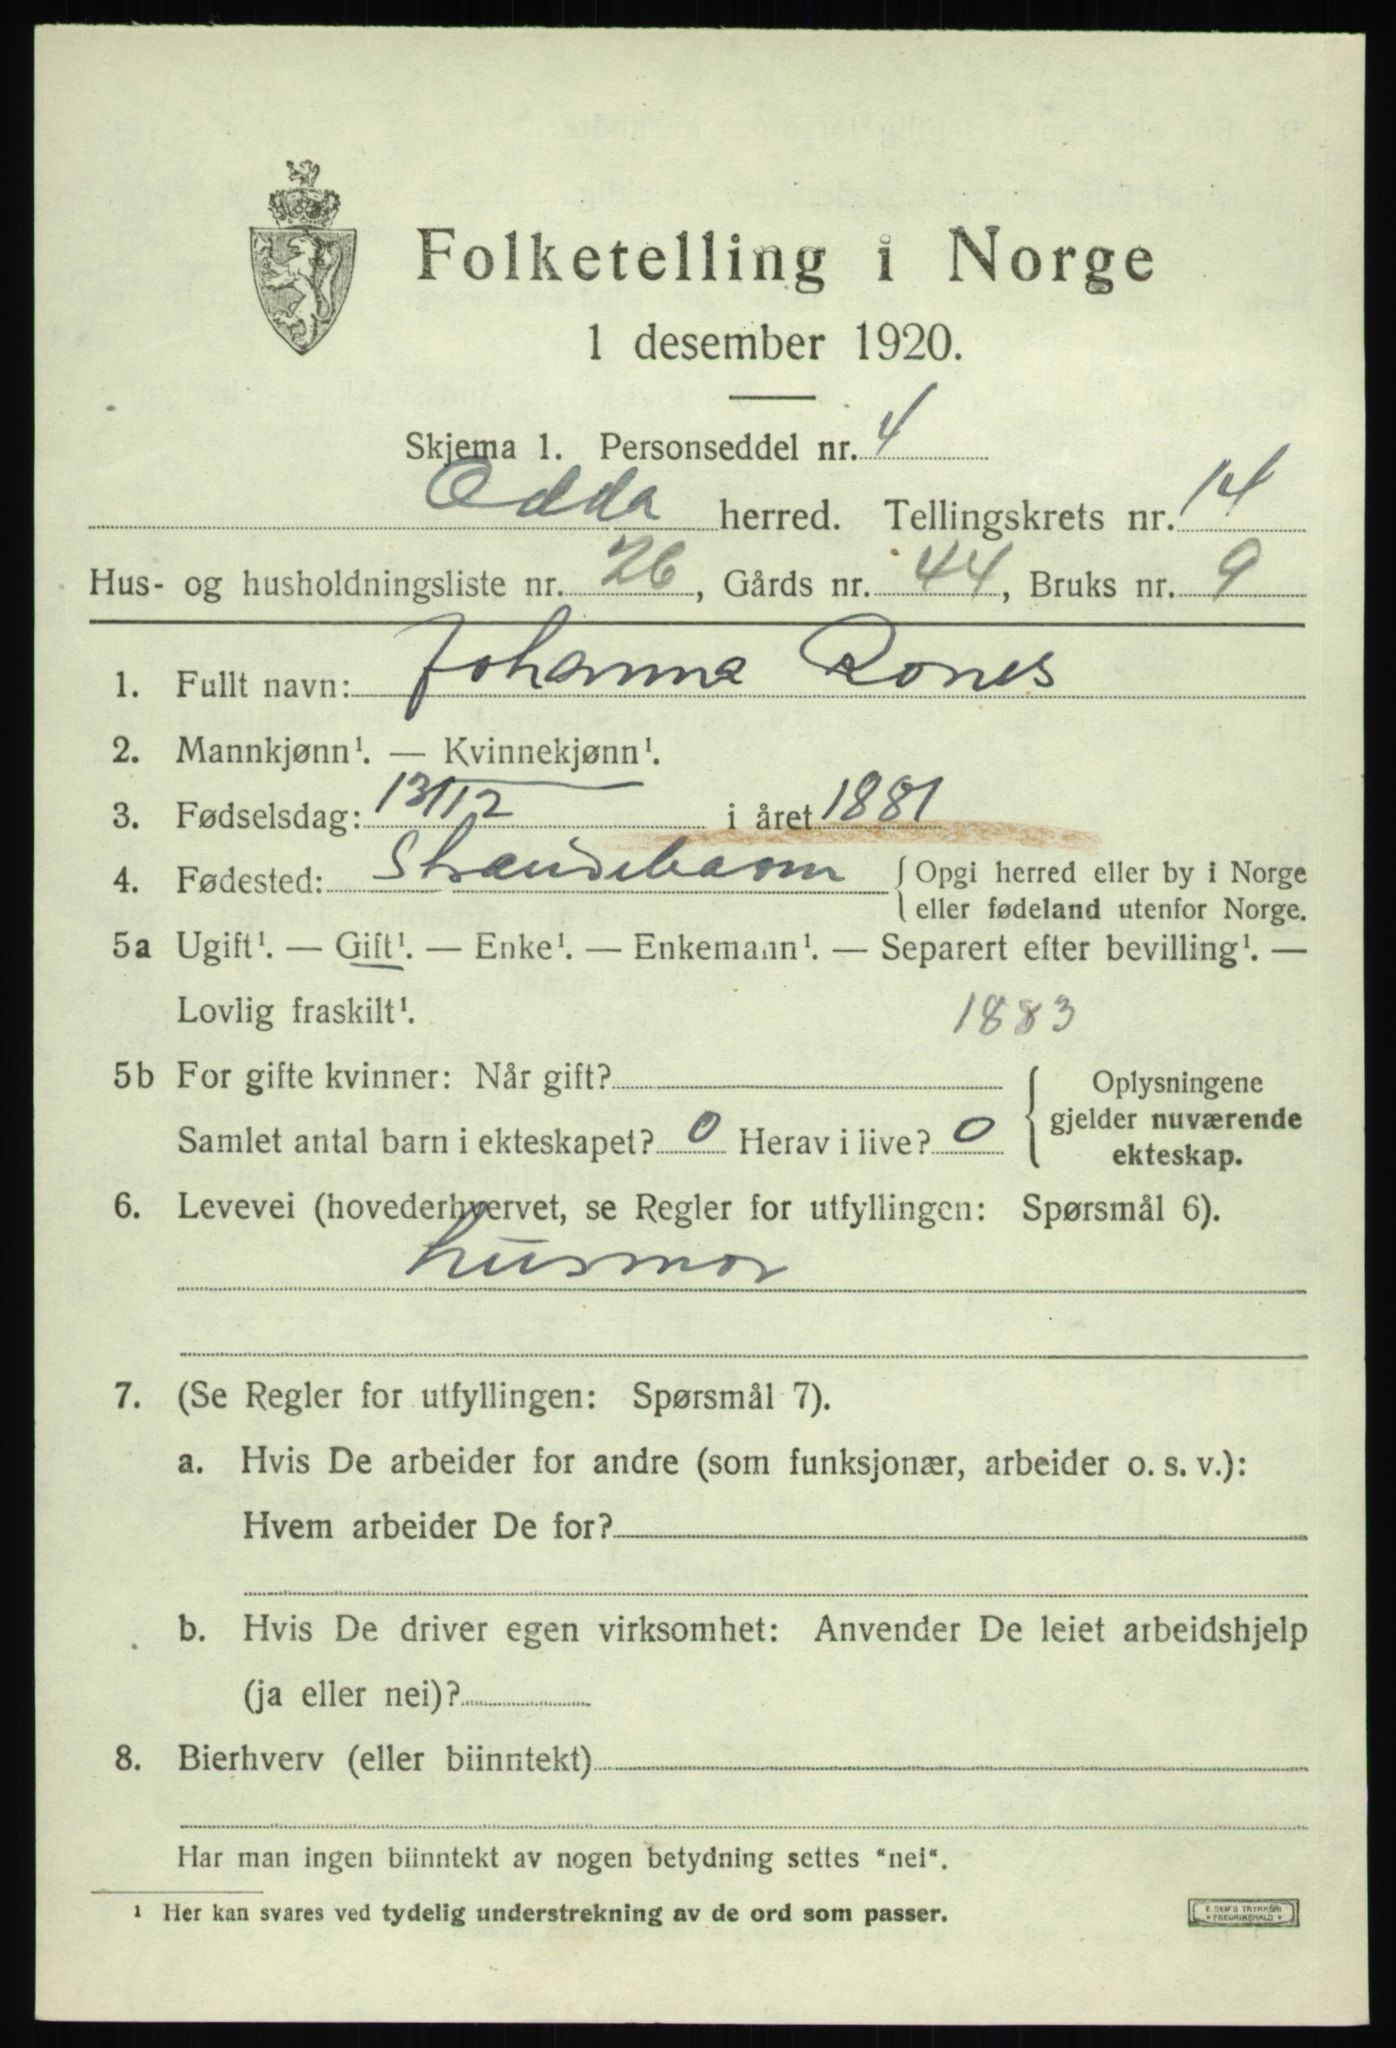 Folketelling i Norge
1 desember 1920.
Skjema 1. Personseddel nr. 4
Odda herred. Tellingskrets nr. 14
Hus- og husholdningsliste nr. 26, Gårds nr. 44, Bruks nr. 9
1. Fullt navn: Johanna Rones
2. Mannkjønn¹. — Kvinnekjønn¹.
3. Fødselsdag: 13/12 i året 1881
4. Fødested: Strandebarm { Opgi herred eller by i Norge
eller fødeland utenfor Norge.
5a Ugift¹. — Gift¹. — Enke¹. — Enkemann¹. — Separert efter bevilling¹. —
Lovlig fraskilt¹. 1883
5b For gifte kvinner: Når gift?
Samlet antal barn i ekteskapet? 0 Herav i live? 0
{ Oplysningene
gjelder nuværende
ekteskap.
6. Levevei (hovederhvervet, se Regler for utfyllingen: Spørsmål 6).
husmor
7. (Se Regler for utfyllingen: Spørsmål 7).
a. Hvis De arbeider for andre (som funksjonær, arbeider o. s. v.):
Hvem arbeider De for?
b. Hvis De driver egen virksomhet: Anvender De leiet arbeidshjelp
(ja eller nei)?
8. Bierhverv (eller biinntekt)
Har man ingen biinntekt av nogen betydning settes "nei".
¹ Her kan svares ved tydelig understrekning av de ord som passer.
E. SEM'S TRYKKERI
FREDRIKSHALD